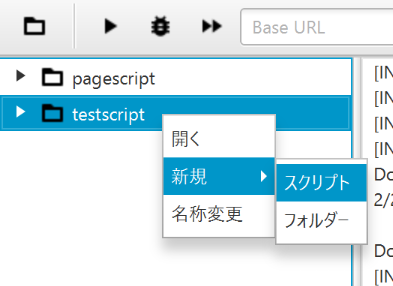 Base URL
pagescript
testscript
開く
新規
名称変更
スクリプト
フォルダー
[IN
[IN
[IN
[IN
Do
2/2
Do
[IN